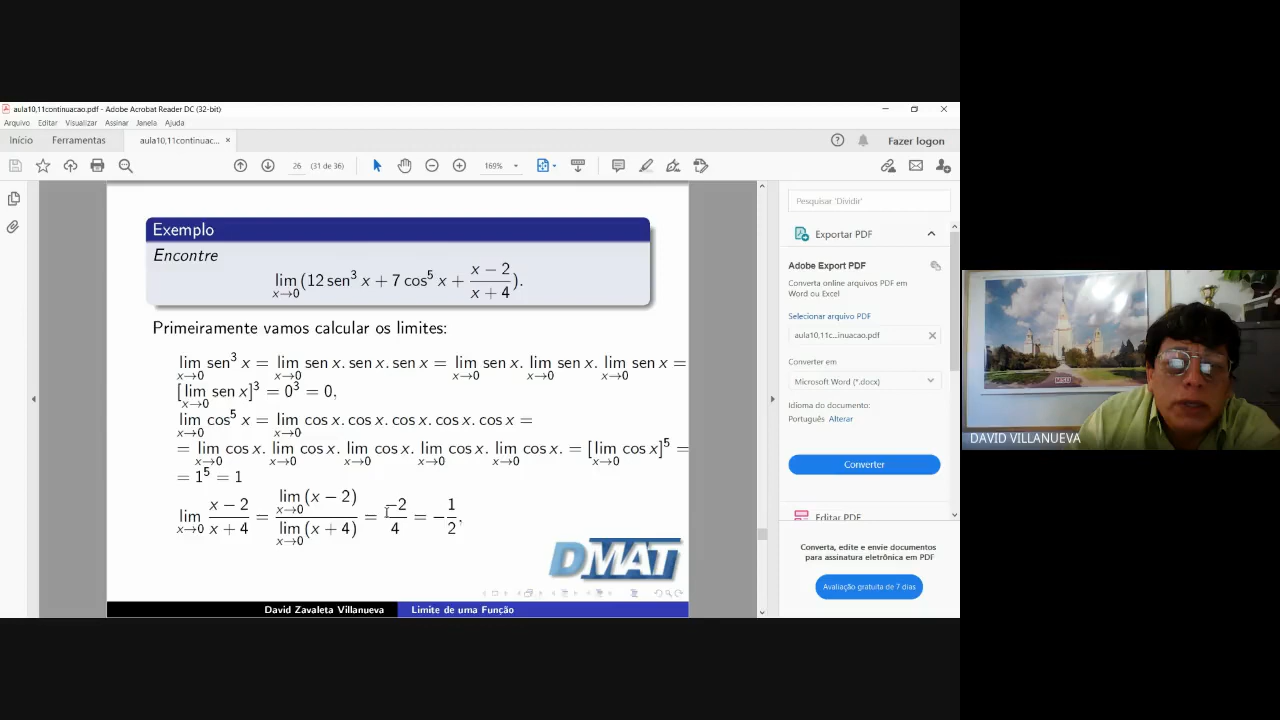 aula10,11continuacao.pdf - Adobe Acrobat Reader DC (32-bit)
Arquivo Editar Visualizar Assinar Janela Ajuda
Início Ferramentas aula10,11continuac... × Fazer logon
26 (31 de 36) 169%
Exemplo
Encontre
lim x→0 (12 sen³ x + 7 cos⁵ x + (x − 2)/(x + 4)).
Primeiramente vamos calcular os limites:
lim x→0 sen³ x = lim x→0 sen x. sen x. sen x = lim x→0 sen x. lim x→0 sen x. lim x→0 sen x =
[lim x→0 sen x]³ = 0³ = 0,
lim x→0 cos⁵ x = lim x→0 cos x. cos x. cos x. cos x. cos x =
= lim x→0 cos x. lim x→0 cos x. lim x→0 cos x. lim x→0 cos x. lim x→0 cos x. = [lim x→0 cos x]⁵ =
= 1⁵ = 1
lim x→0 (x − 2)/(x + 4) = lim x→0 (x − 2) / lim x→0 (x + 4) = −2/4 = −1/2,
DMAT
David Zavaleta Villanueva Limite de uma Função
Pesquisar 'Dividir'
Exportar PDF
Adobe Export PDF
Converta online arquivos PDF em
Word ou Excel
Selecionar arquivo PDF
aula10,11c...inuacao.pdf
Converter em
Microsoft Word (*.docx)
Idioma do documento:
Português Alterar
Converter
Editar PDF
Converta, edite e envie documentos
para assinatura eletrônica em PDF
Avaliação gratuita de 7 dias
MSU
DAVID VILLANUEVA